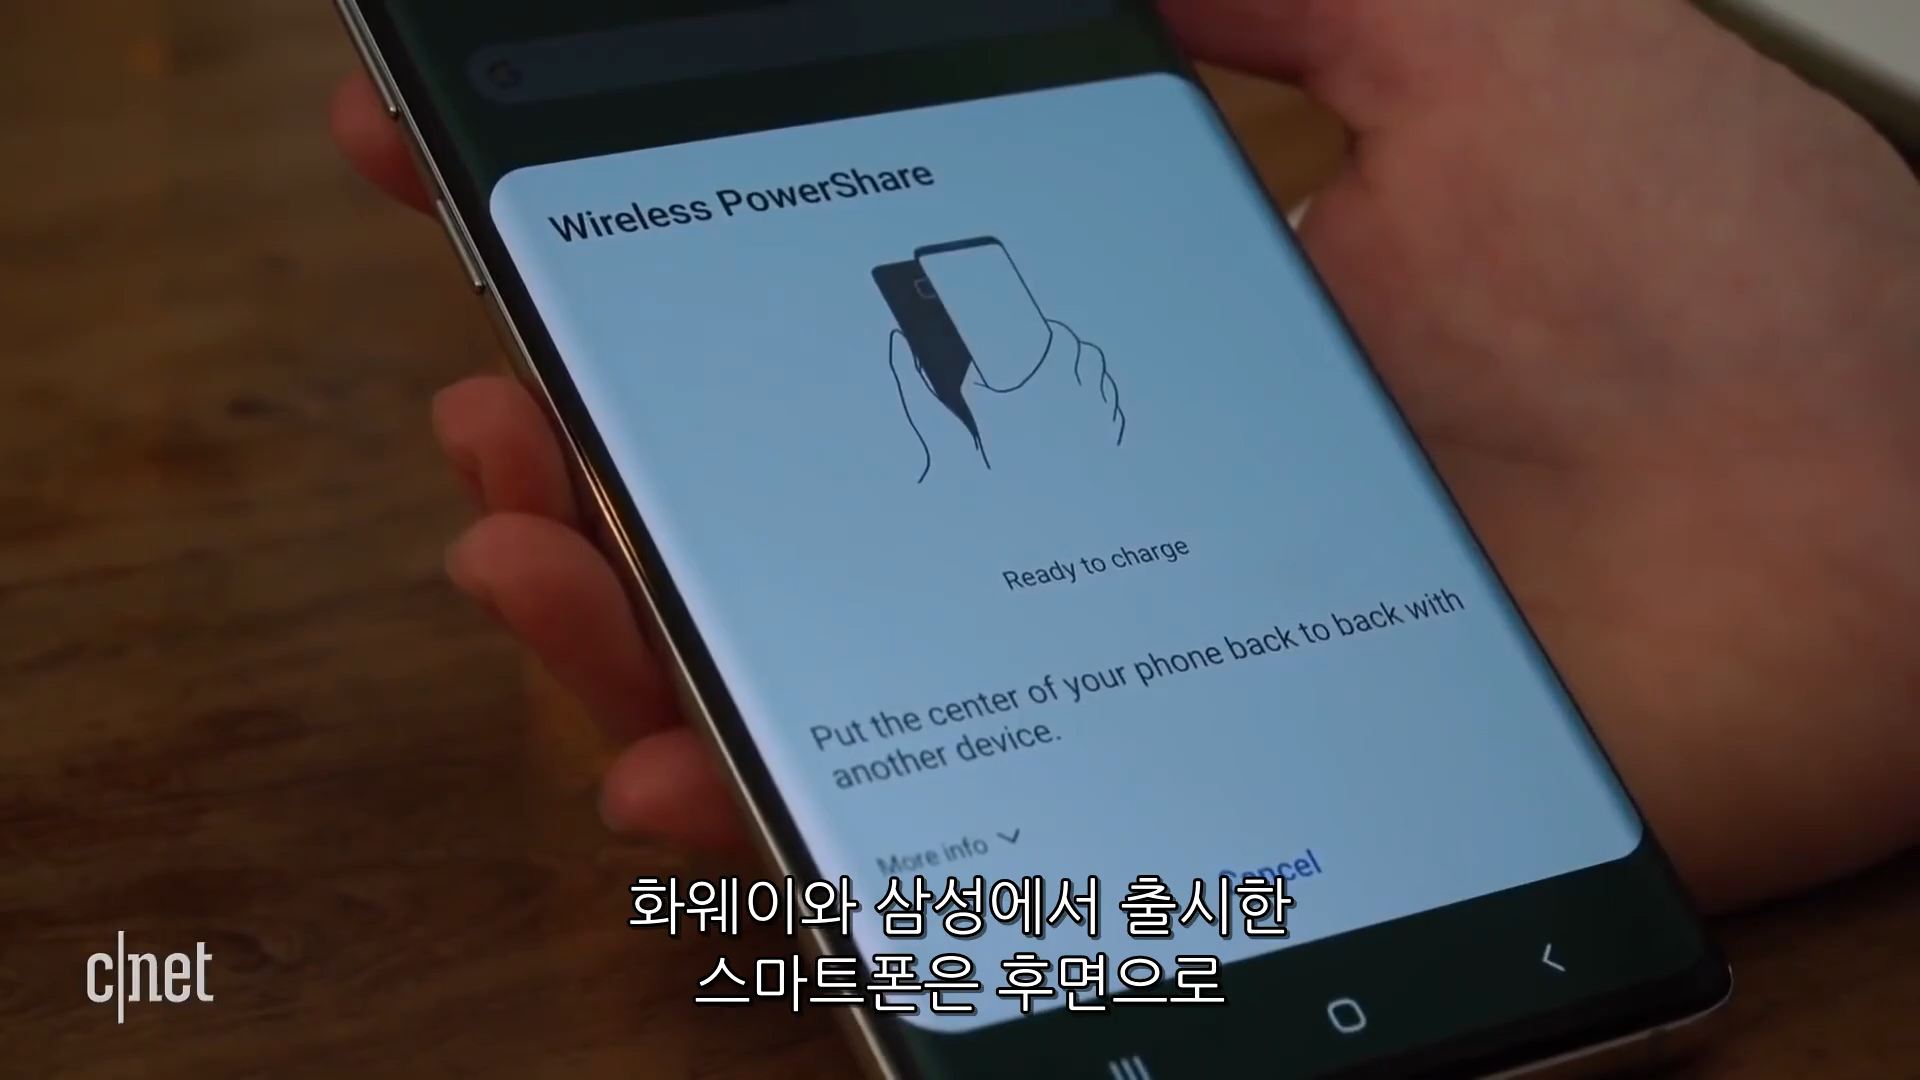 Wireless PowerShare
Ready to charge
Put the center of your phone back to back with
another device.
More info
Cancel
화웨이와 삼성에서 출시한
스마트폰은 후면으로
c|net